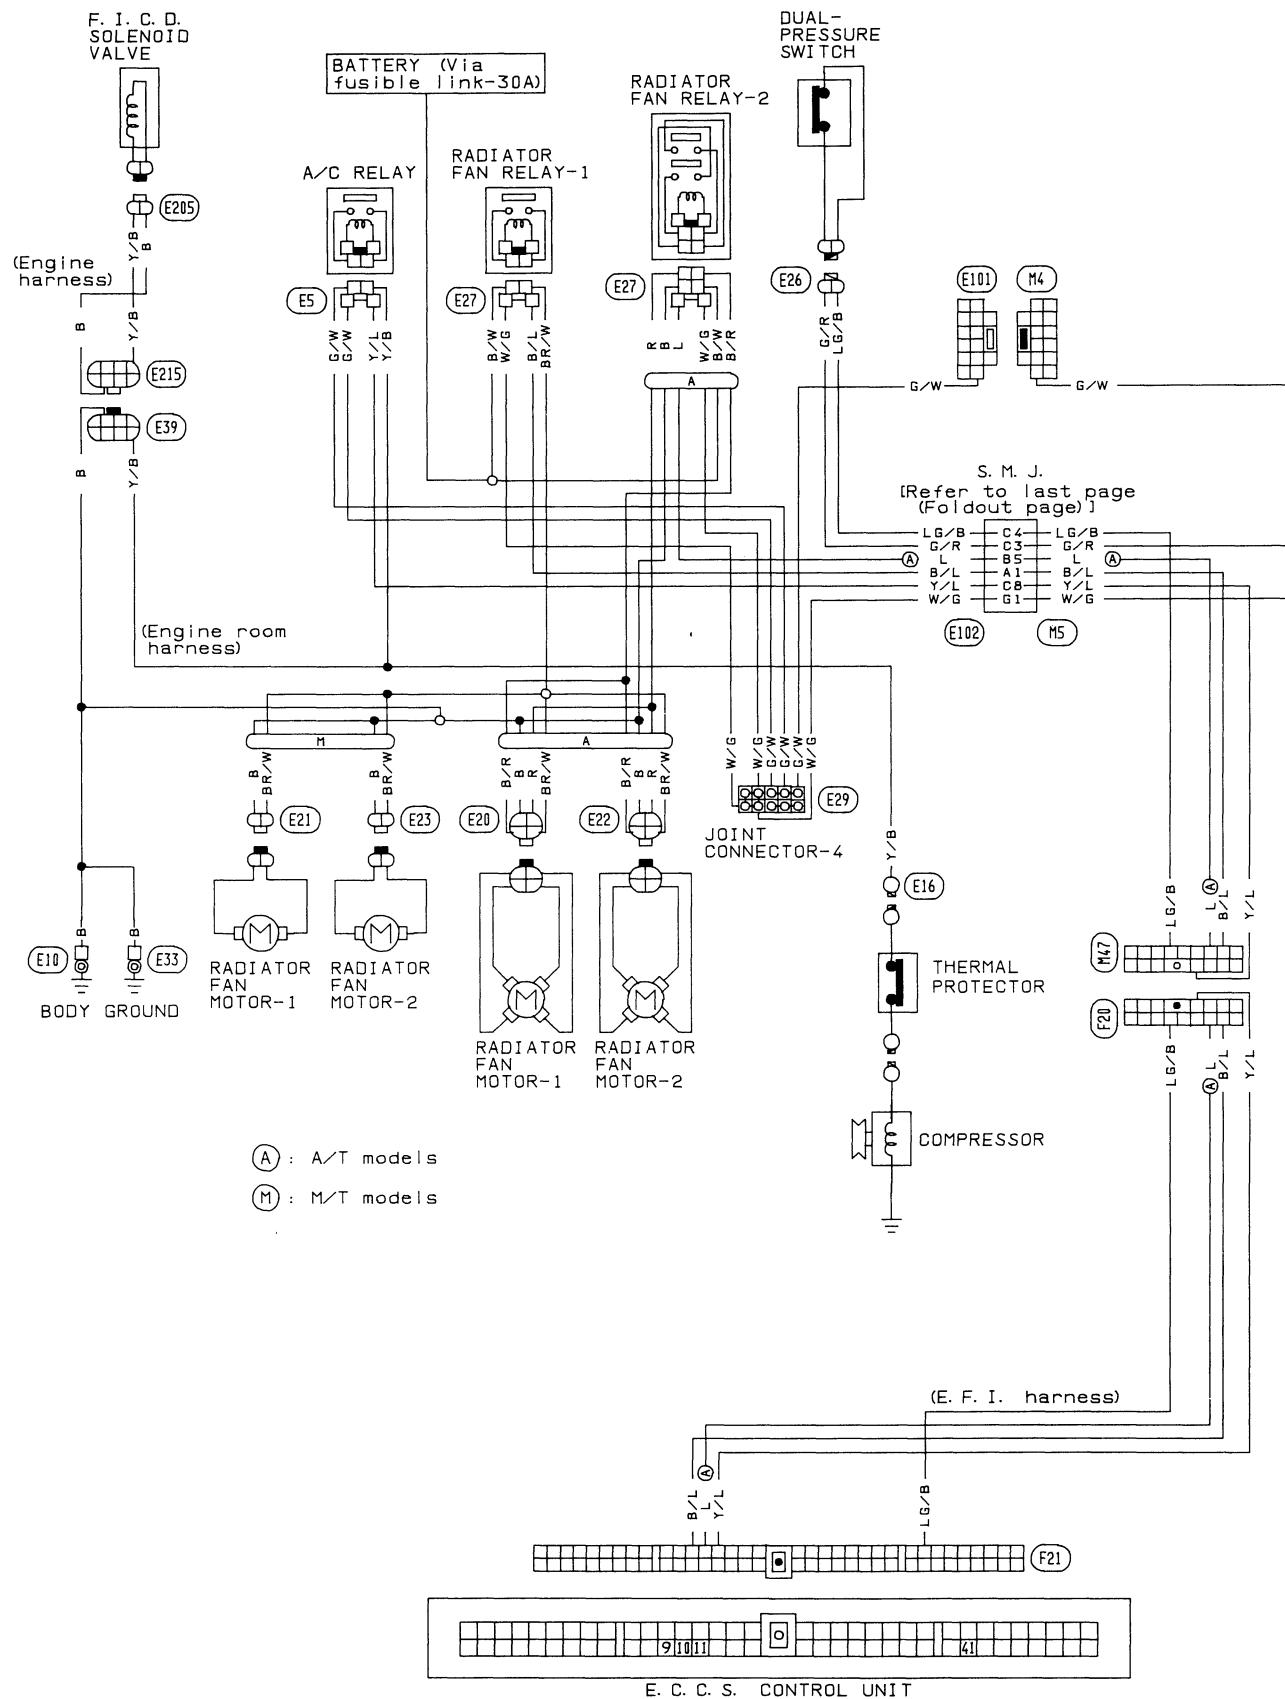 F. I. C. D.
SOLENOID
VALVE
BATTERY (Via
fusible link-30A)
RADIATOR
FAN RELAY-2
DUAL-
PRESSURE
SWITCH
A/C RELAY
RADIATOR
FAN RELAY-1
E205
Y/B
B
(Engine
harness)
E5
E27
E27
E26
E101
M4
B
Y/B
G/W
G/W
Y/L
Y/B
B/W
W/G
B/L
BR/W
R
B
L
W/G
B/W
B/R
G/R
LG/B
E215
A
G/W
G/W
E39
B
Y/B
S. M. J.
[Refer to last page
(Foldout page)]
LG/B C4 LG/B
G/R C3 G/R
A L B5 L A
B/L A1 B/L
Y/L C8 Y/L
W/G G1 W/G
E102
M5
(Engine room
harness)
M
A
B
BR/W
B
BR/W
B/R
B
R
BR/W
B/R
B
R
BR/W
W/G
W/G
G/W
G/W
G/W
W/G
E21
E23
E20
E22
E29
JOINT
CONNECTOR-4
Y/B
E16
LG/B
L
A
B/L
Y/L
B
B
E10
E33
BODY GROUND
RADIATOR
FAN
MOTOR-1
RADIATOR
FAN
MOTOR-2
M
M
M
M
RADIATOR
FAN
MOTOR-1
RADIATOR
FAN
MOTOR-2
THERMAL
PROTECTOR
M47
F20
LG/B
A
L
B/L
Y/L
COMPRESSOR
A : A/T models
M : M/T models
(E. F. I. harness)
B/L
A
L
Y/L
LG/B
F21
9 10 11
41
E. C. C. S. CONTROL UNIT